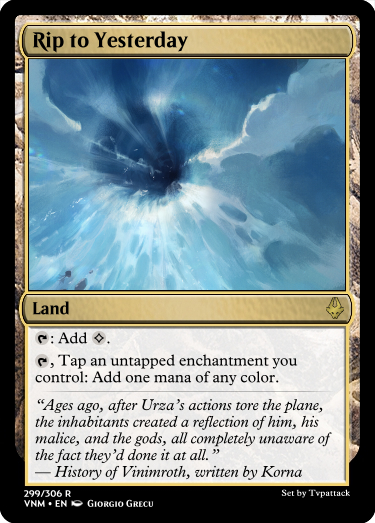 Rip to Yesterday
Land
: Add .
, Tap an untapped enchantment you
control: Add one mana of any color.
“Ages ago, after Urza’s actions tore the plane,
the inhabitants created a reflection of him, his
malice, and the gods, all completely unaware of
the fact they’d done it at all.”
— History of Vinimroth, written by Korna
299/306 R
VNM • EN Giorgio Grecu
Set by Tvpattack